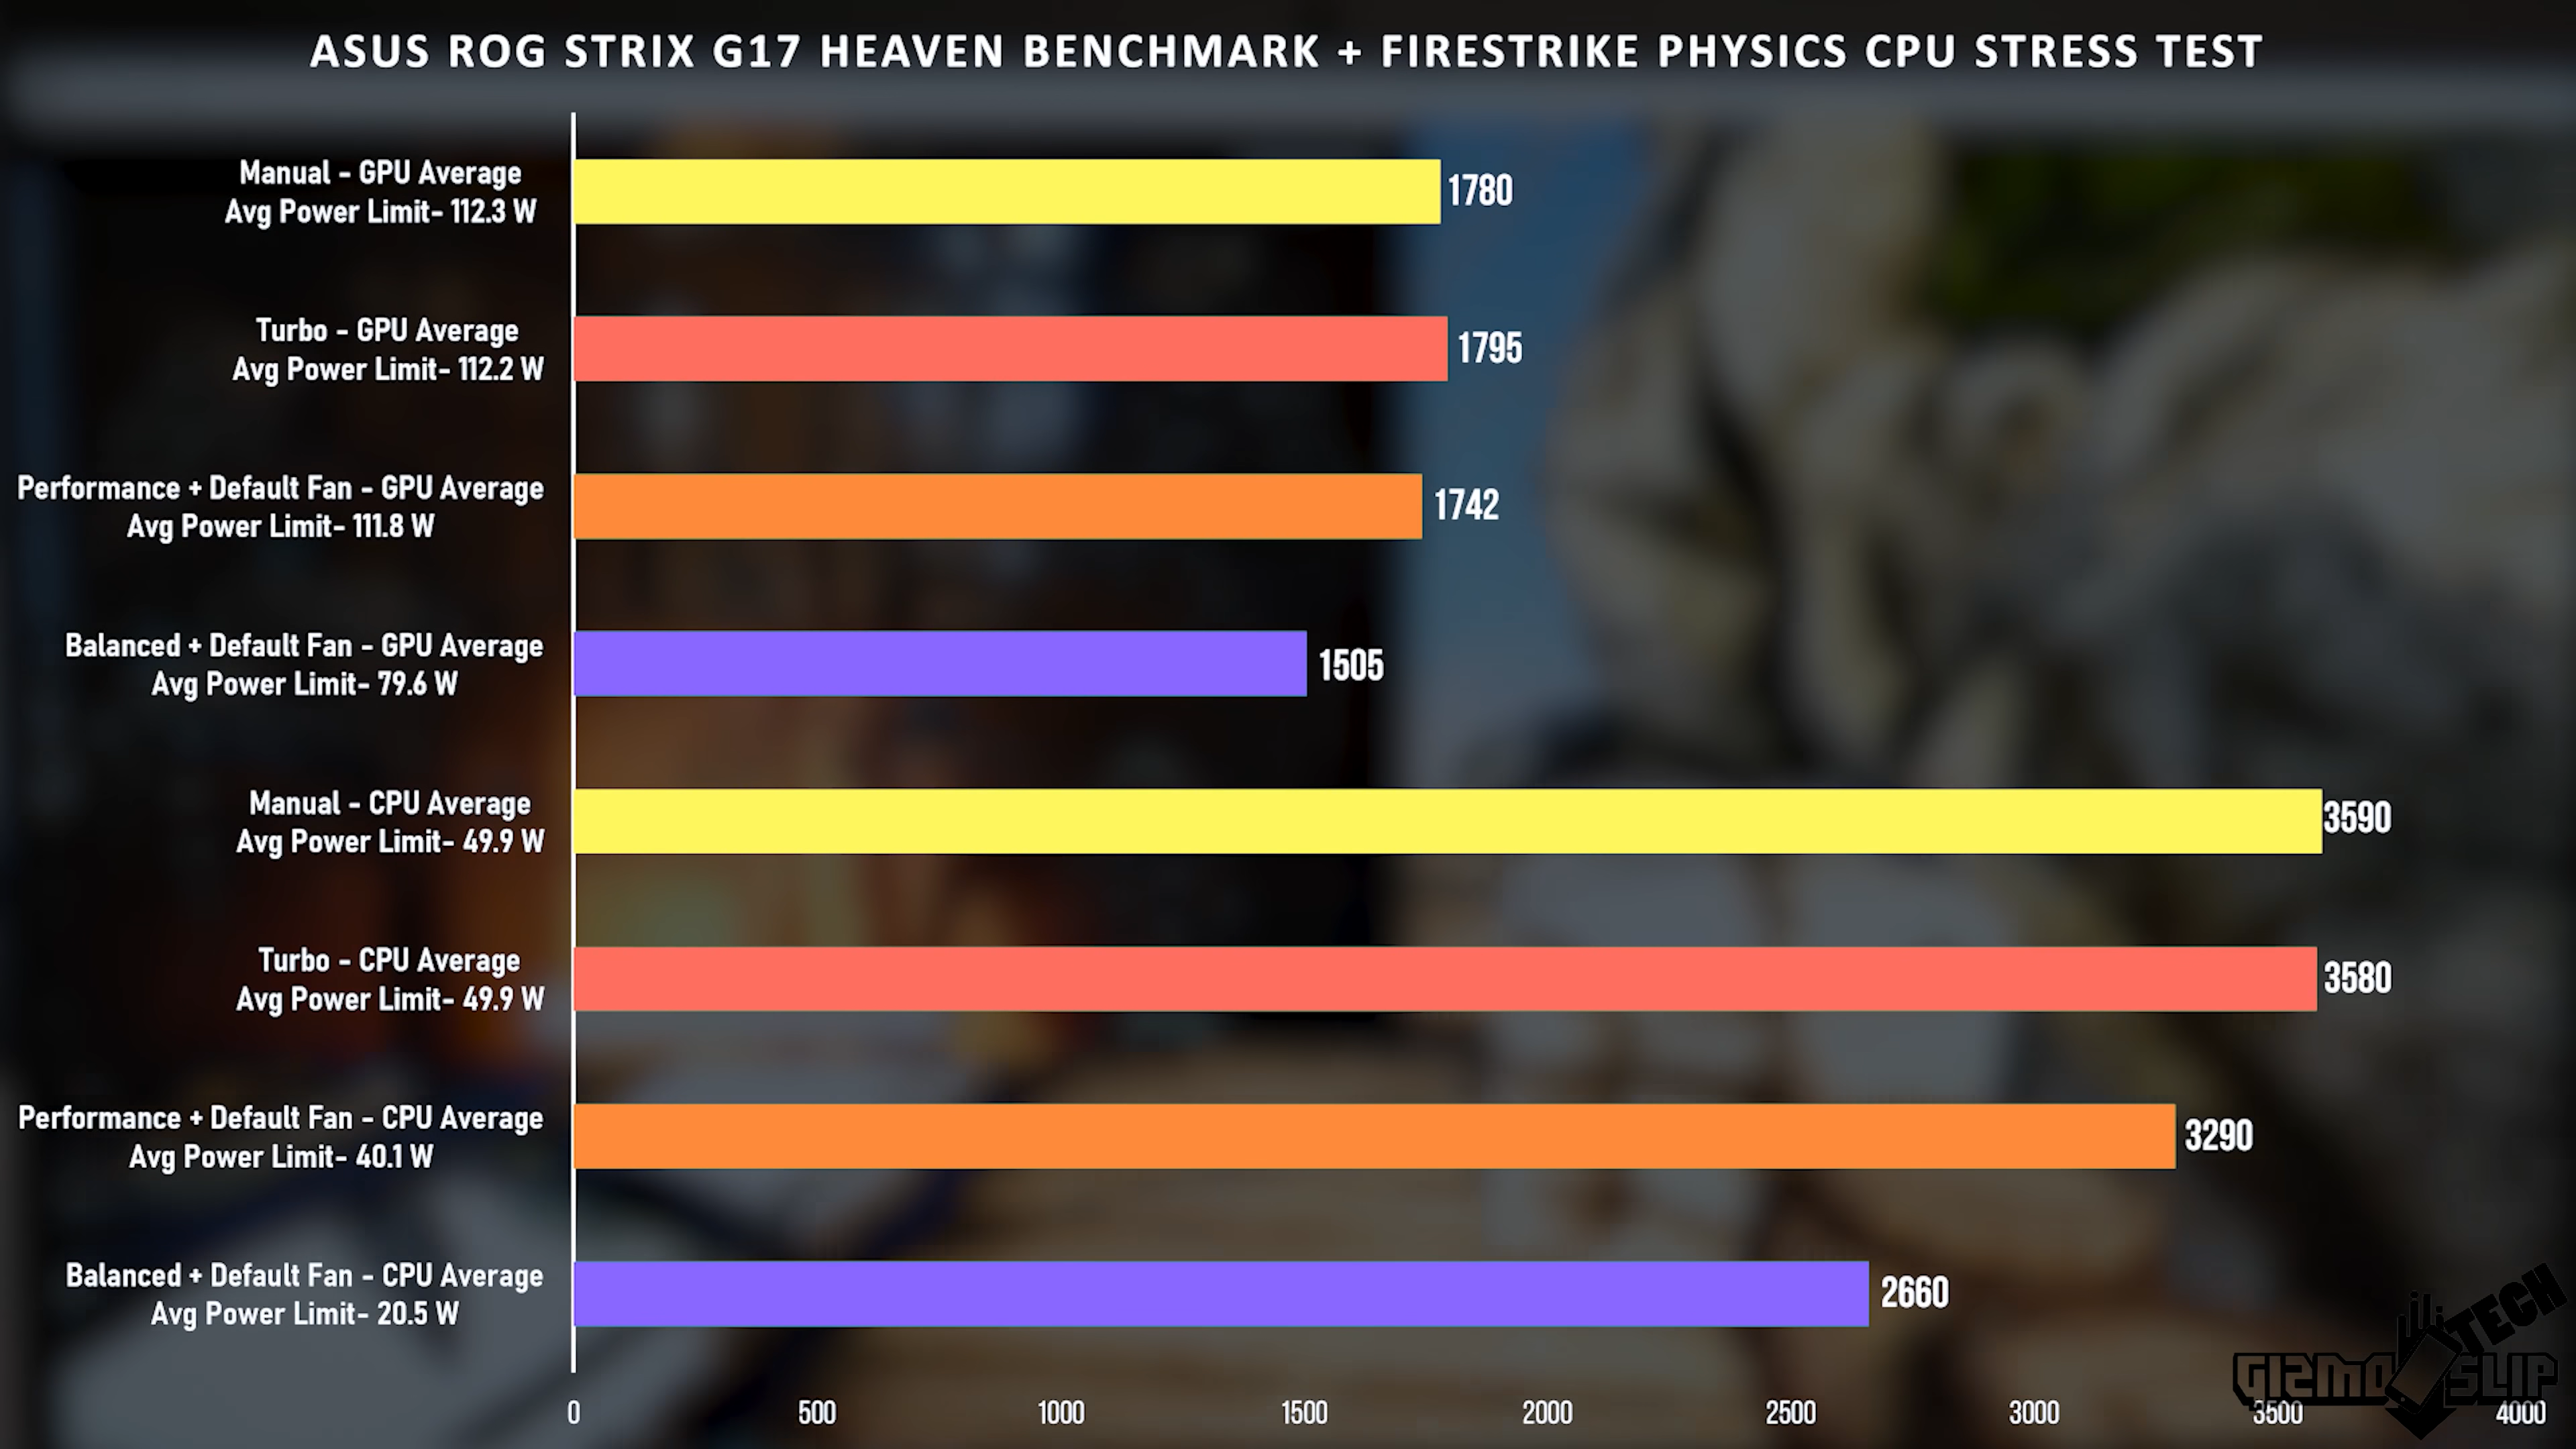 ASUS ROG STRIX G17 HEAVEN BENCHMARK + FIRESTRIKE PHYSICS CPU STRESS TEST
Manual - GPU Average
Avg Power Limit- 112.3 W
1780
Turbo - GPU Average
Avg Power Limit- 112.2 W
1795
Performance + Default Fan - GPU Average
Avg Power Limit- 111.8 W
1742
Balanced + Default Fan - GPU Average
Avg Power Limit- 79.6 W
1505
Manual - CPU Average
Avg Power Limit- 49.9 W
3590
Turbo - CPU Average
Avg Power Limit- 49.9 W
3580
Performance + Default Fan - CPU Average
Avg Power Limit- 40.1 W
3290
Balanced + Default Fan - CPU Average
Avg Power Limit- 20.5 W
2660
0 500 1000 1500 2000 2500 3000 3500 4000
GIZMO SLIP
TECH